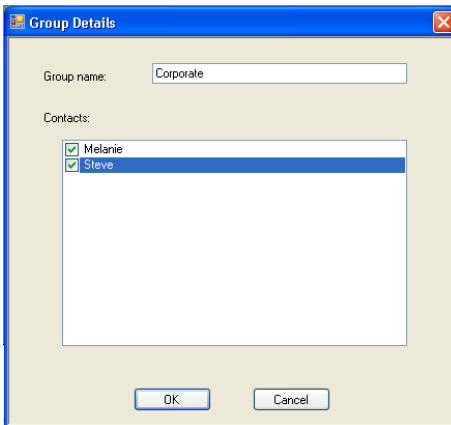 Group Details
Group name: Corporate
Contacts:
Melanie
Steve
OK Cancel